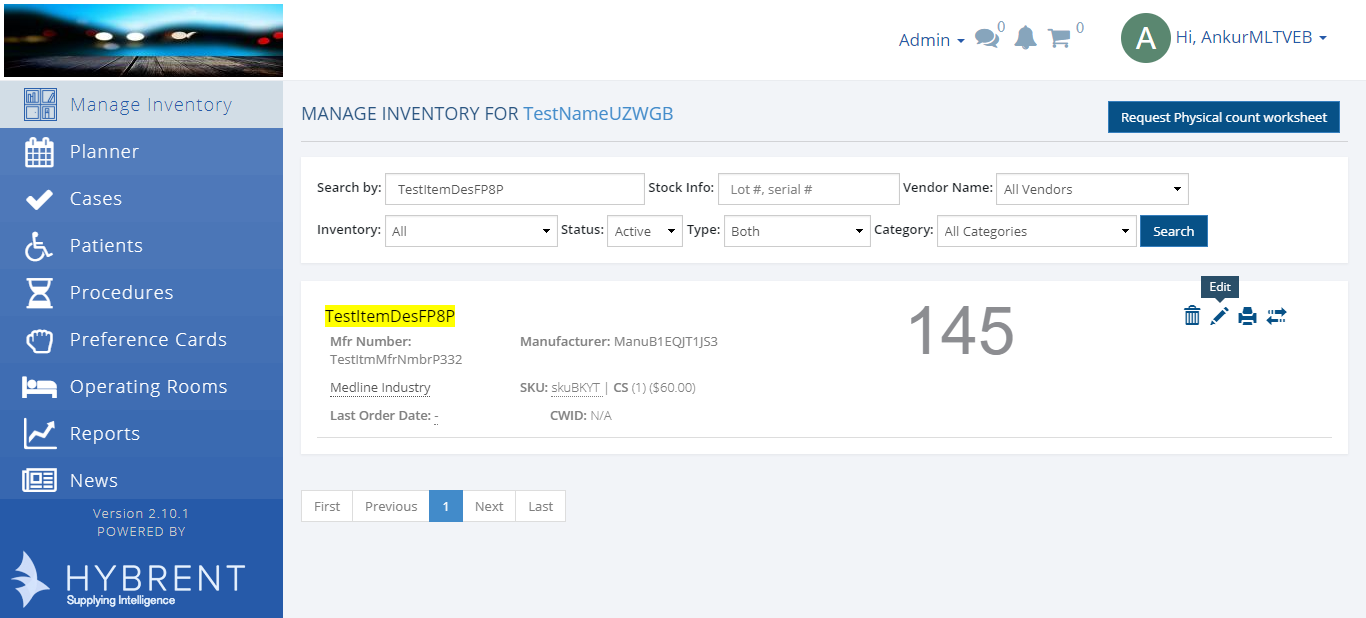 Admin 0 0 A Hi, AnkurMLTVEB
Manage Inventory
Planner
Cases
Patients
Procedures
Preference Cards
Operating Rooms
Reports
News
Version 2.10.1
POWERED BY
HYBRENT
Supplying Intelligence
MANAGE INVENTORY FOR TestNameUZWGB
Request Physical count worksheet
Search by: TestItemDesFP8P Stock Info: Lot #, serial # Vendor Name: All Vendors
Inventory: All Status: Active Type: Both Category: All Categories Search
Edit
TestItemDesFP8P
145
Mfr Number: Manufacturer: ManuB1EQJT1JS3
TestItmMfrNmbrP332
Medline Industry SKU: skuBKYT | CS (1) ($60.00)
Last Order Date: - CWID: N/A
First Previous 1 Next Last